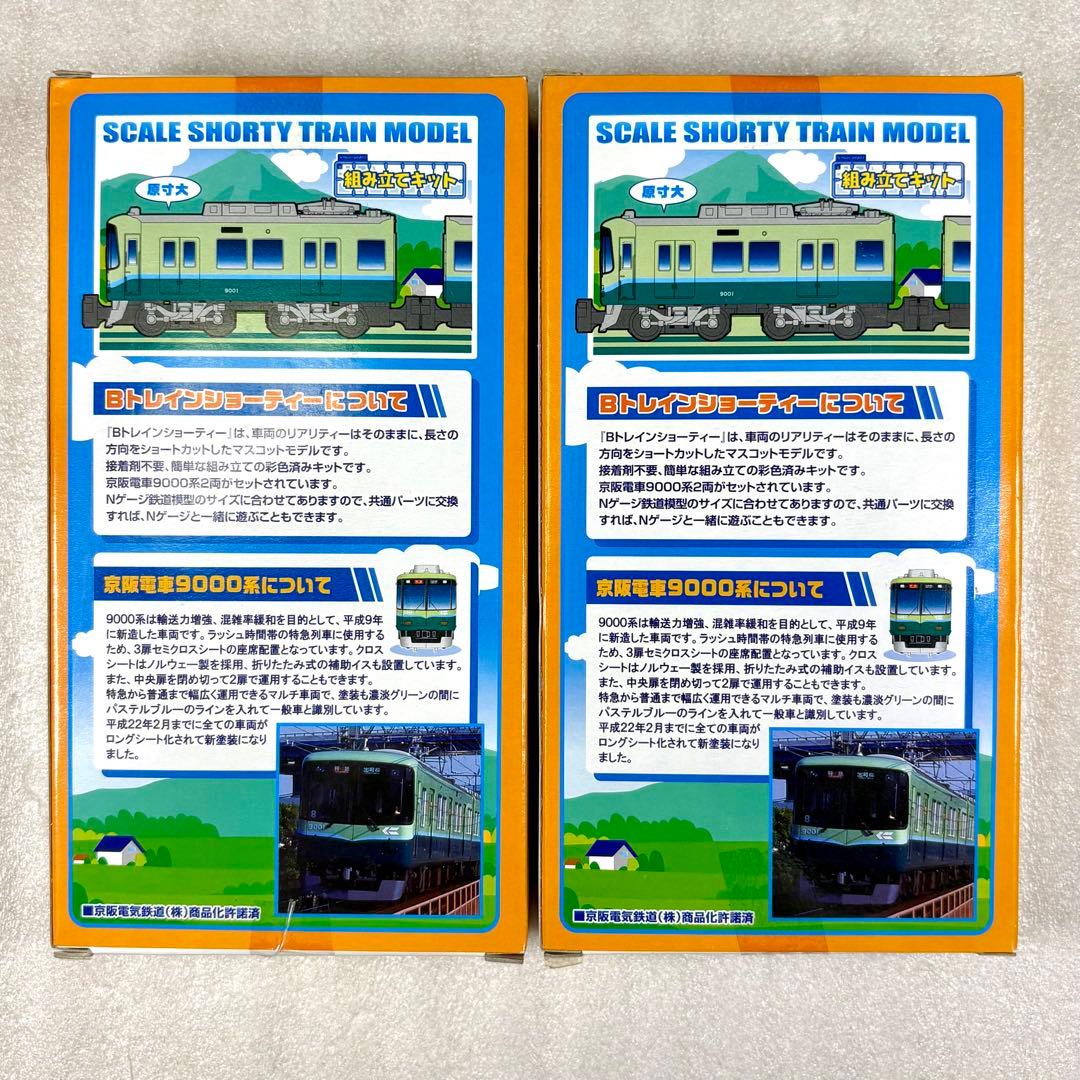 SCALE SHORTY TRAIN MODEL
組み立てキット
原寸大
9001
Bトレインショーティーについて
『Bトレインショーティー』は、車両のリアリティーはそのままに、長さの
方向をショートカットしたマスコットモデルです。
接着剤不要、簡単な組み立ての彩色済みキットです。
京阪電車9000系2両がセットされています。
Nゲージ鉄道模型のサイズに合わせてありますので、共通パーツに交換
すれば、Nゲージと一緒に遊ぶこともできます。
京阪電車9000系について
9000系は輸送力増強、混雑率緩和を目的として、平成9年
に新造した車両です。ラッシュ時間帯の特急列車に使用する
ため、3扉セミクロスシートの座席配置となっています。クロス
シートはノルウェー製を採用、折りたたみ式の補助イスも設置しています。
また、中央扉を閉め切って2扉で運用することもできます。
特急から普通まで幅広く運用できるマルチ車両で、塗装も濃淡グリーンの間に
パステルブルーのラインを入れて一般車と識別しています。
平成22年2月までに全ての車両が
ロングシート化されて新塗装になり
ました。
8
9001
■京阪電気鉄道(株)商品化許諾済
SCALE SHORTY TRAIN MODEL
組み立てキット
原寸大
9001
Bトレインショーティーについて
『Bトレインショーティー』は、車両のリアリティーはそのままに、長さの
方向をショートカットしたマスコットモデルです。
接着剤不要、簡単な組み立ての彩色済みキットです。
京阪電車9000系2両がセットされています。
Nゲージ鉄道模型のサイズに合わせてありますので、共通パーツに交換
すれば、Nゲージと一緒に遊ぶこともできます。
京阪電車9000系について
9000系は輸送力増強、混雑率緩和を目的として、平成9年
に新造した車両です。ラッシュ時間帯の特急列車に使用する
ため、3扉セミクロスシートの座席配置となっています。クロス
シートはノルウェー製を採用、折りたたみ式の補助イスも設置しています。
また、中央扉を閉め切って2扉で運用することもできます。
特急から普通まで幅広く運用できるマルチ車両で、塗装も濃淡グリーンの間に
パステルブルーのラインを入れて一般車と識別しています。
平成22年2月までに全ての車両が
ロングシート化されて新塗装になり
ました。
8
9001
■京阪電気鉄道(株)商品化許諾済